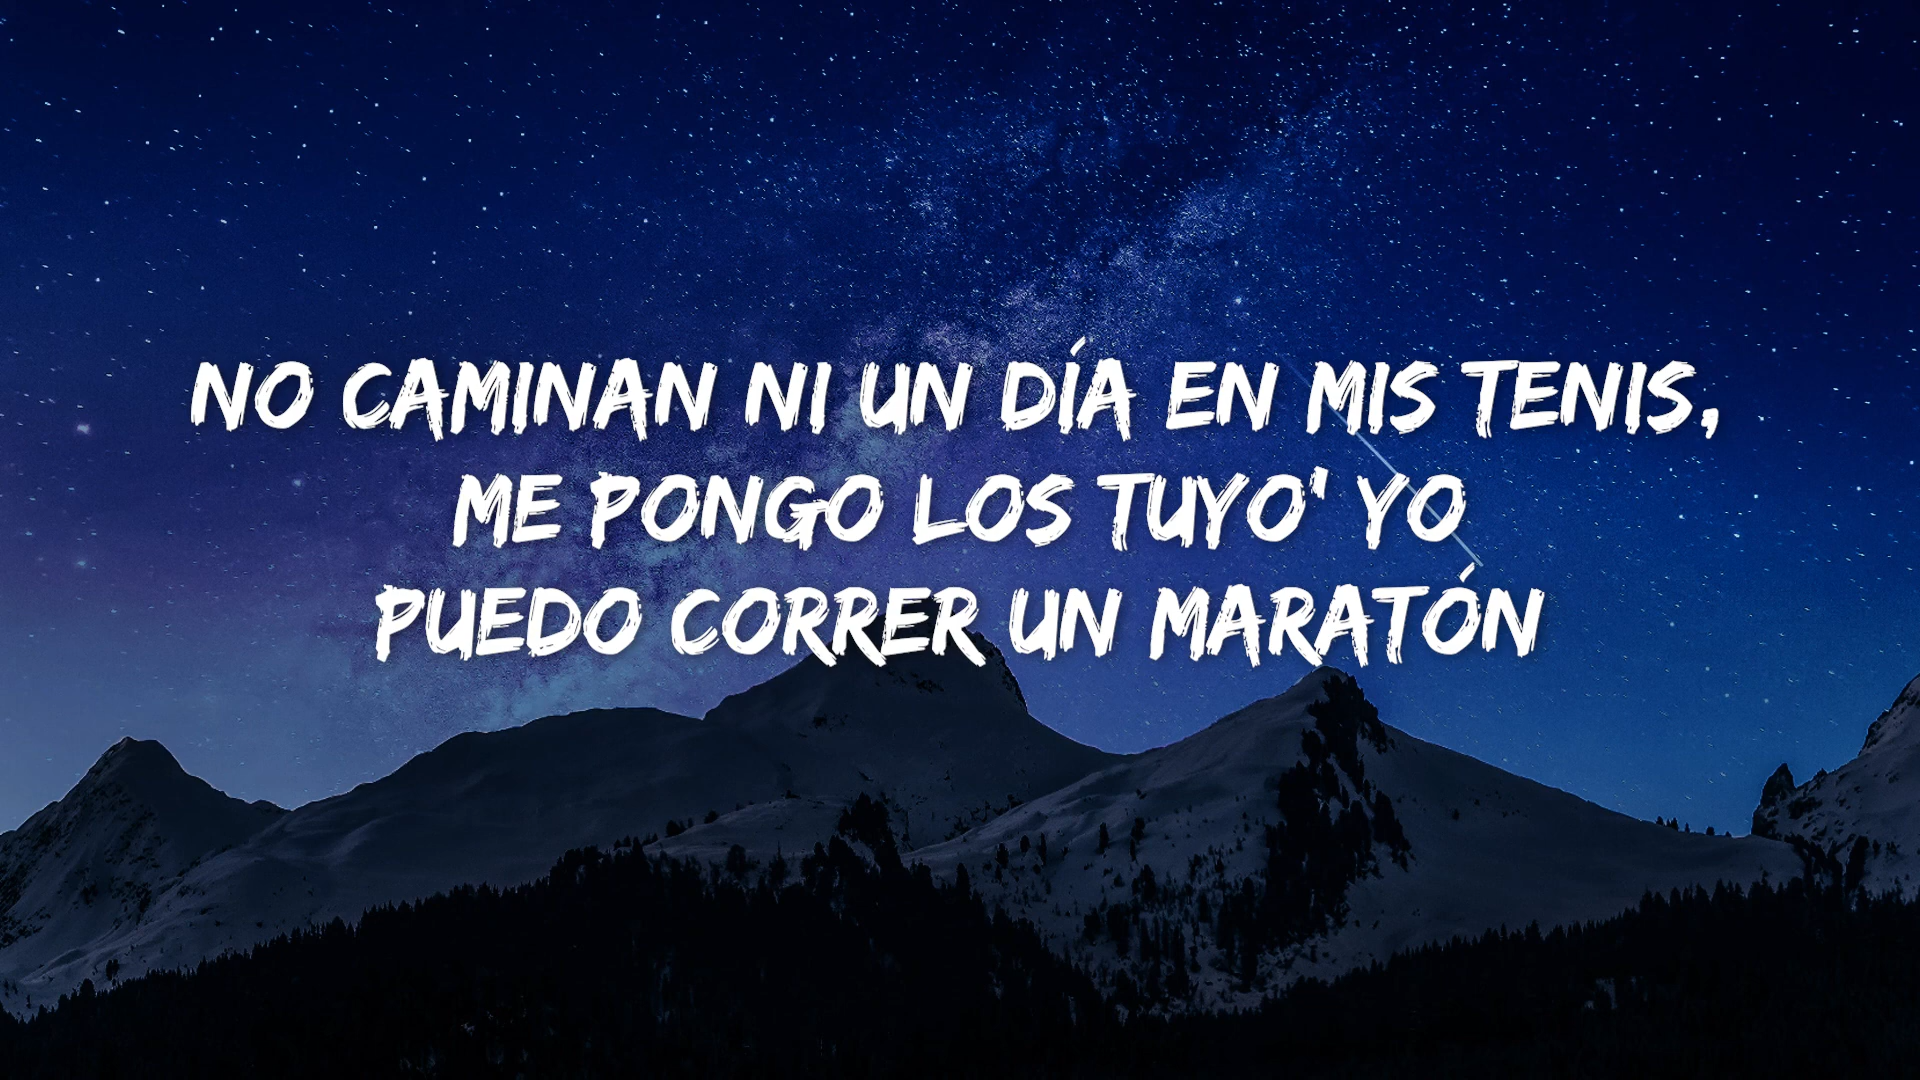 NO CAMINAN NI UN DÍA EN MIS TENIS,
ME PONGO LOS TUYO' YO
PUEDO CORRER UN MARATÓN